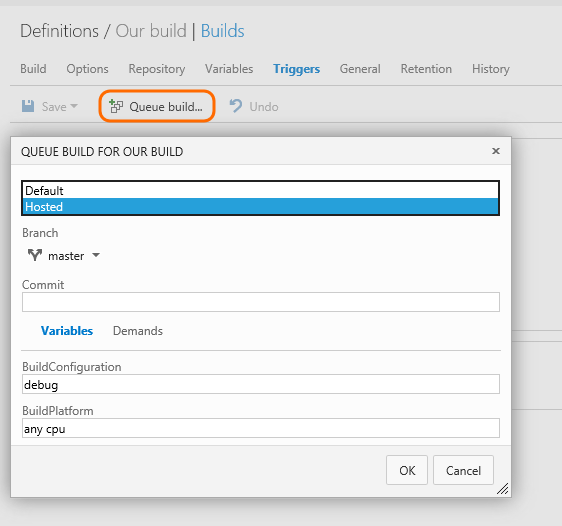 Definitions / Our build | Builds
Build Options Repository Variables Triggers General Retention History
Save Queue build... Undo
QUEUE BUILD FOR OUR BUILD
Default
Hosted
Branch
master
Commit
Variables Demands
BuildConfiguration
debug
BuildPlatform
any cpu
OK Cancel